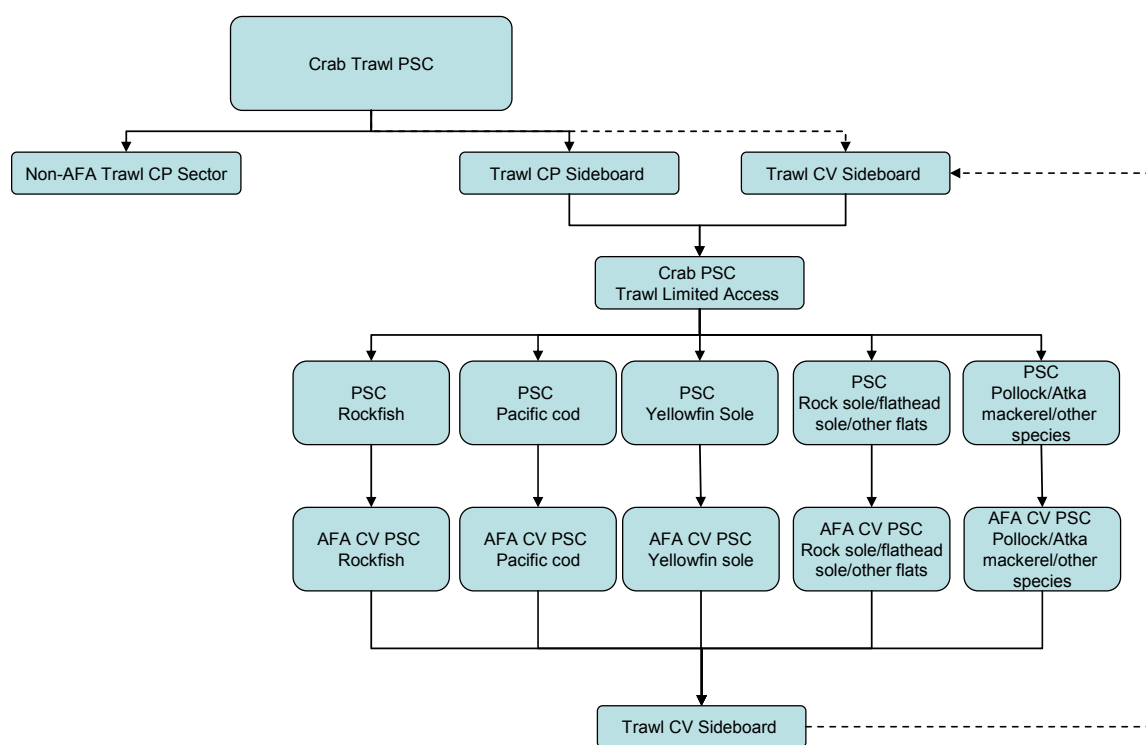 Crab Trawl PSC
Non-AFA Trawl CP Sector
Trawl CP Sideboard
Trawl CV Sideboard
Crab PSC
Trawl Limited Access
PSC
Rockfish
PSC
Pacific cod
PSC
Yellowfin Sole
PSC
Rock sole/flathead
sole/other flats
PSC
Pollock/Atka
mackerel/other
species
AFA CV PSC
Rockfish
AFA CV PSC
Pacific cod
AFA CV PSC
Yellowfin sole
AFA CV PSC
Rock sole/flathead
sole/other flats
AFA CV PSC
Pollock/Atka
mackerel/other
species
Trawl CV Sideboard